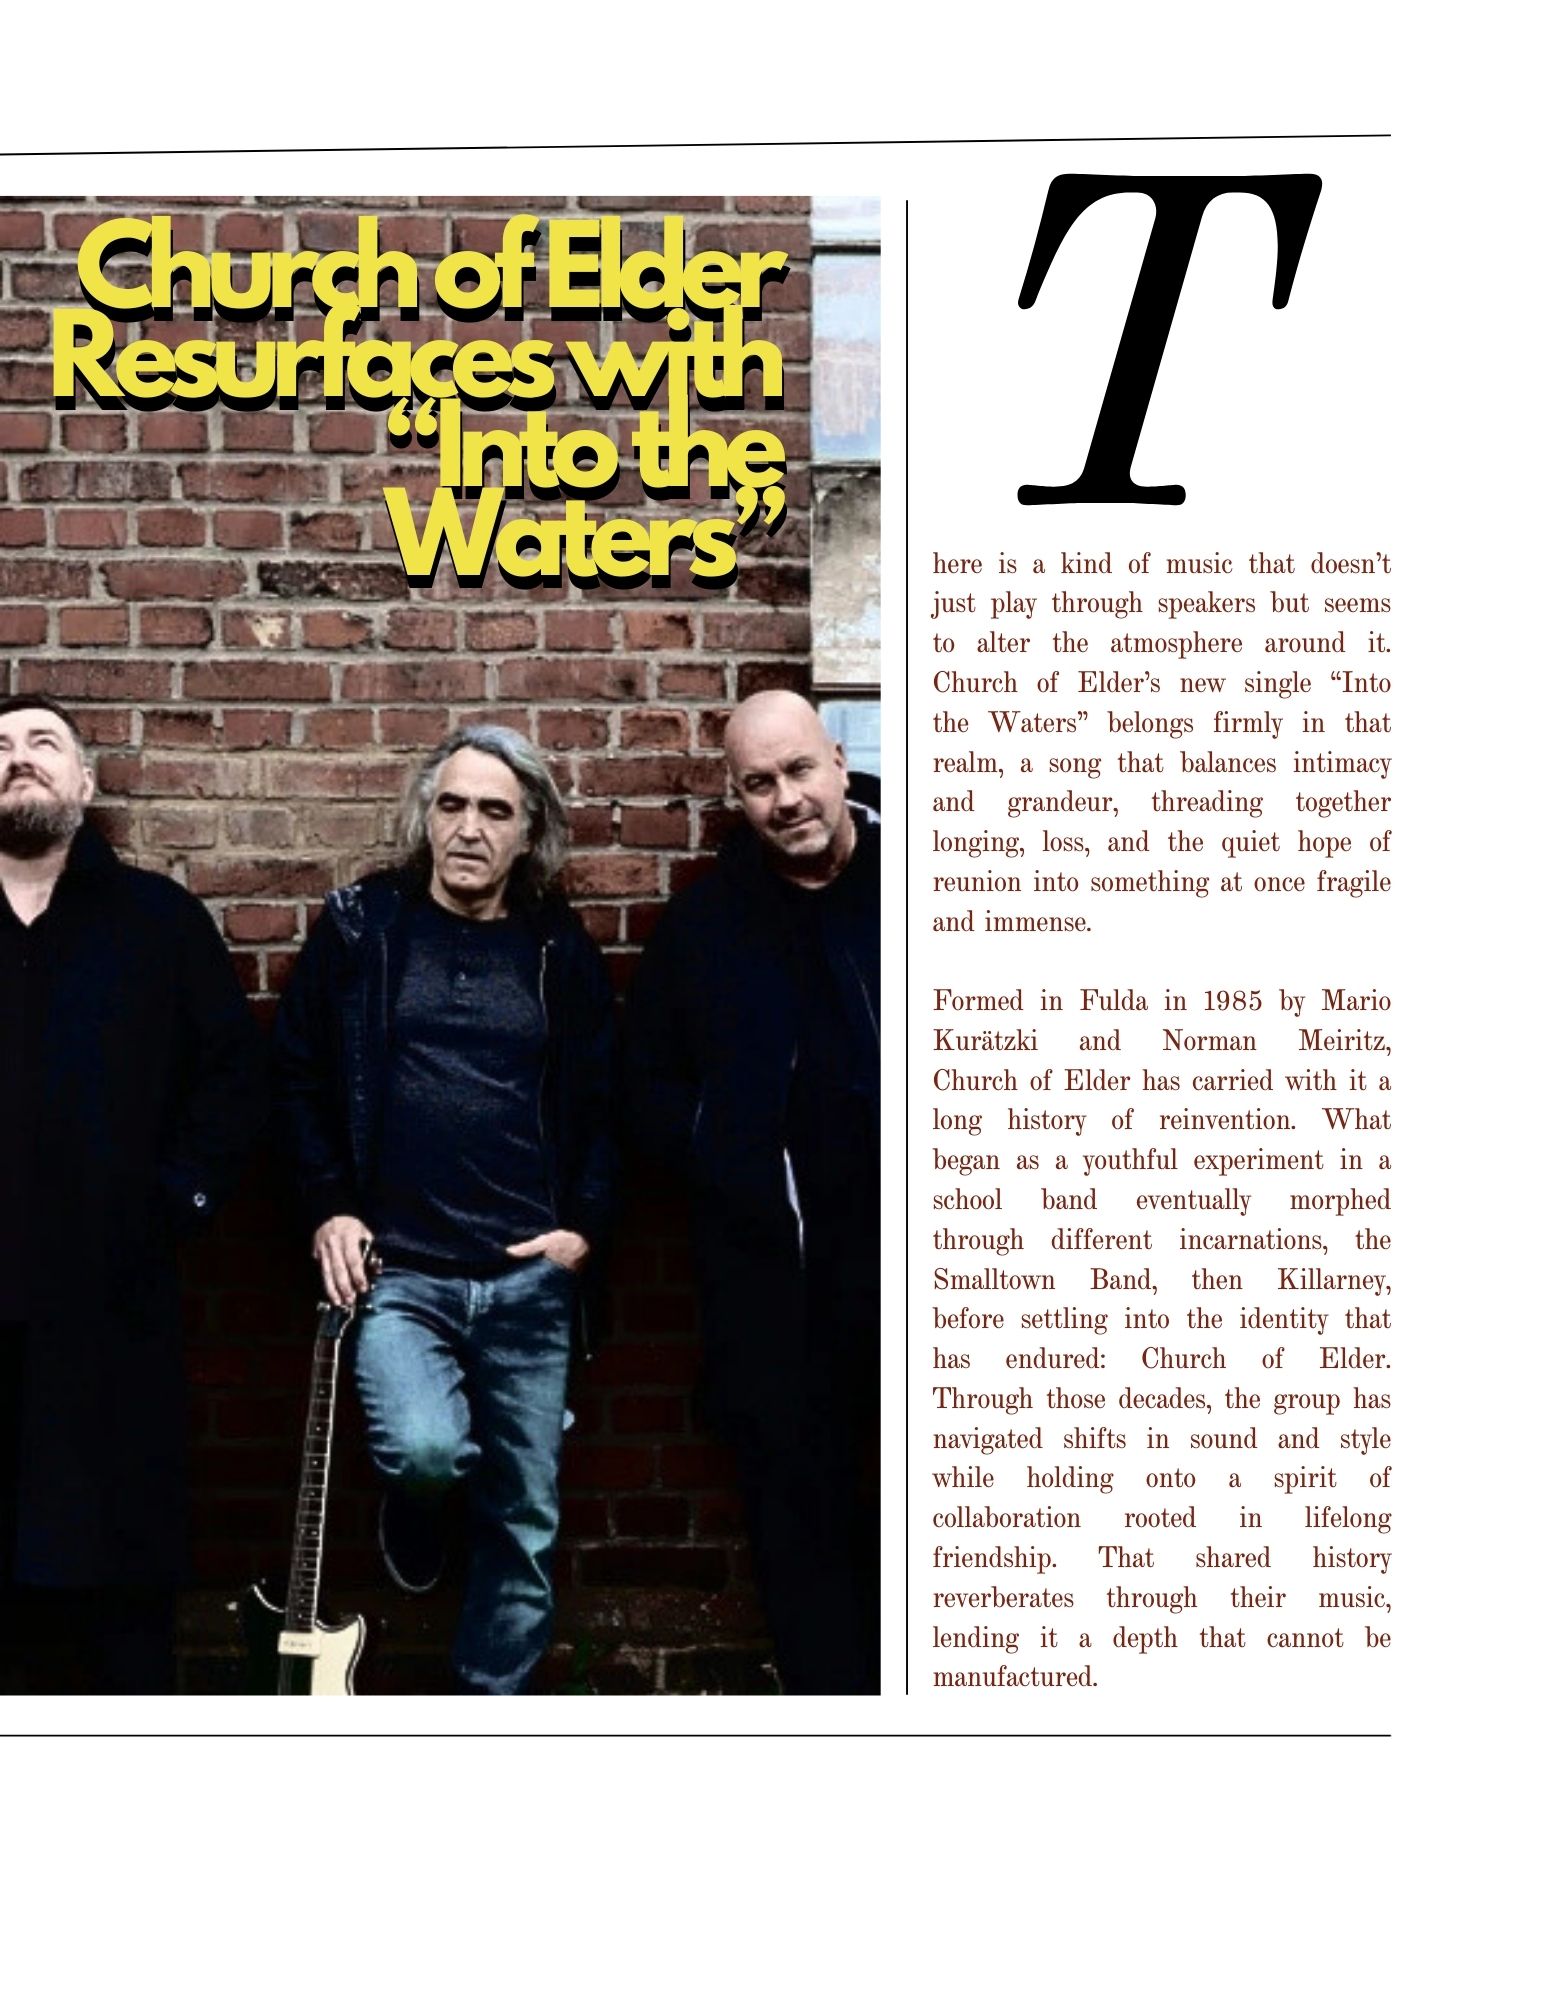 Church of Elder
Resurfaces with
“Into the
Waters”
T
here is a kind of music that doesn’t
just play through speakers but seems
to alter the atmosphere around it.
Church of Elder’s new single “Into
the Waters” belongs firmly in that
realm, a song that balances intimacy
and grandeur, threading together
longing, loss, and the quiet hope of
reunion into something at once fragile
and immense.
Formed in Fulda in 1985 by Mario
Kurätzki and Norman Meiritz,
Church of Elder has carried with it a
long history of reinvention. What
began as a youthful experiment in a
school band eventually morphed
through different incarnations, the
Smalltown Band, then Killarney,
before settling into the identity that
has endured: Church of Elder.
Through those decades, the group has
navigated shifts in sound and style
while holding onto a spirit of
collaboration rooted in lifelong
friendship. That shared history
reverberates through their music,
lending it a depth that cannot be
manufactured.